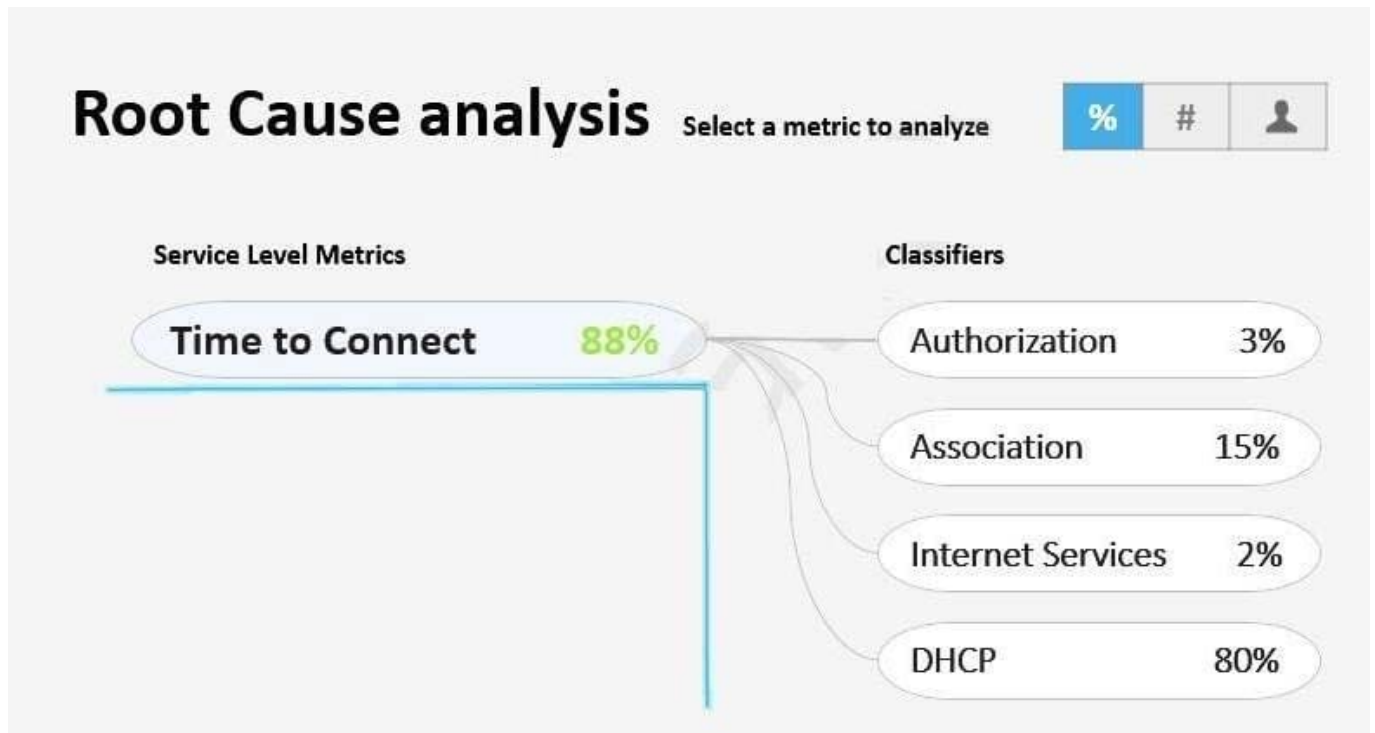 Root Cause analysis Select a metric to analyze % #
Service Level Metrics Classifiers
Time to Connect 88% Authorization 3%
Association 15%
Internet Services 2%
DHCP 80%